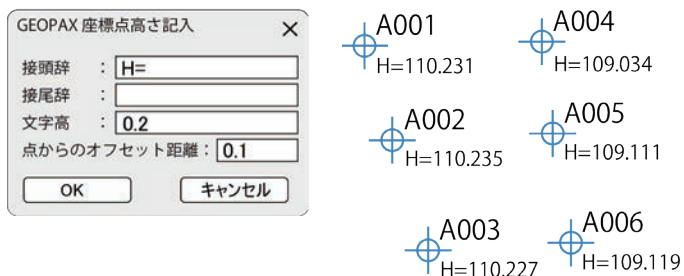 GEOPAX 座標点高さ記入
接頭辞 : H=
接尾辞 :
文字高 : 0.2
点からのオフセット距離: 0.1
OK キャンセル
A001
H=110.231
A004
H=109.034
A002
H=110.235
A005
H=109.111
A003
H=110.227
A006
H=109.119